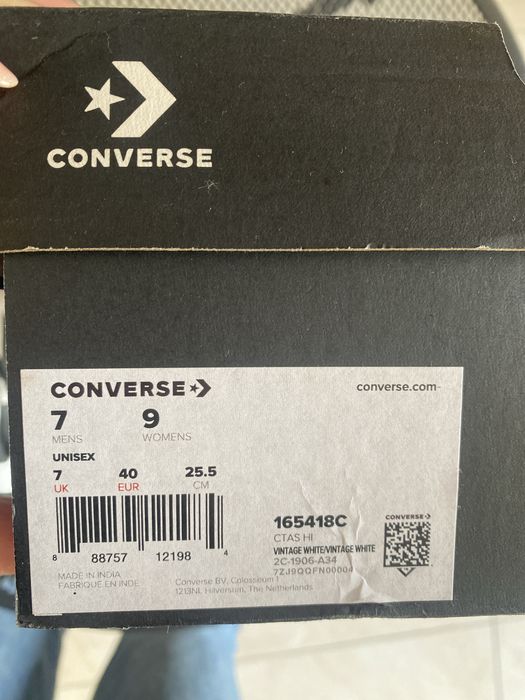 CONVERSE
CONVERSE
converse.com
7 9
MENS WOMENS
UNISEX
7 40 25.5
UK EUR CM
8 88757 12198 4
165418C
CTAS HI
VINTAGE WHITE/VINTAGE WHITE
2C-1906-A34
7ZJ9QQFN00004
CONVERSE
MADE IN INDIA
FABRIQUÉ EN INDE
Converse BV, Colosseum 1
1213NL Hilversum, The Netherlands